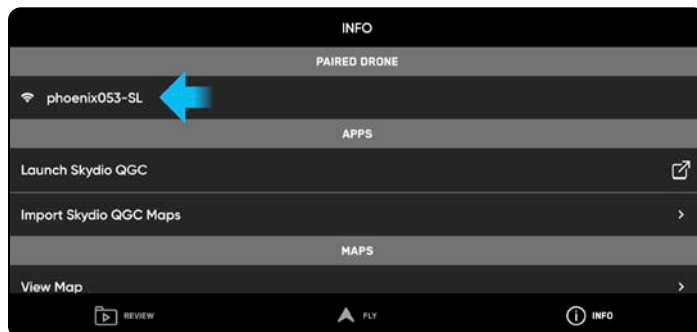 INFO
PAIRED DRONE
phoenix053-SL
APPS
Launch Skydio QGC
Import Skydio QGC Maps
MAPS
View Map
REVIEW
FLY
INFO